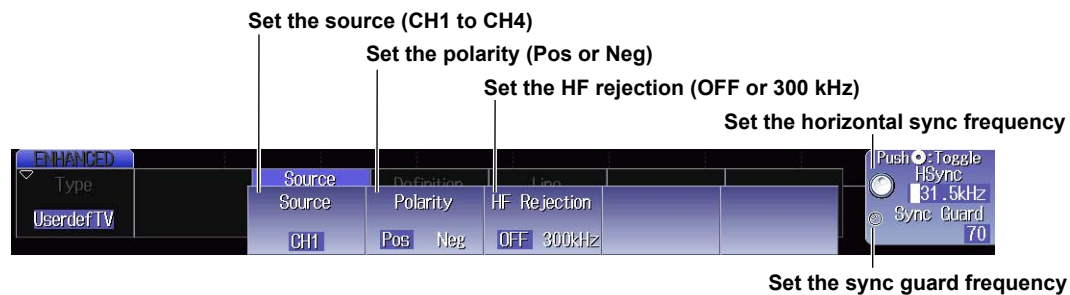 Set the source (CH1 to CH4)
Set the polarity (Pos or Neg)
Set the HF rejection (OFF or 300 kHz)
Set the horizontal sync frequency
ENHANCED
Push :Toggle
Type
Source
Definition
Line
HSync
Source
Polarity
HF Rejection
31.5kHz
UserdefTV
Sync Guard
CH1
Pos Neg
OFF 300kHz
70
Set the sync guard frequency